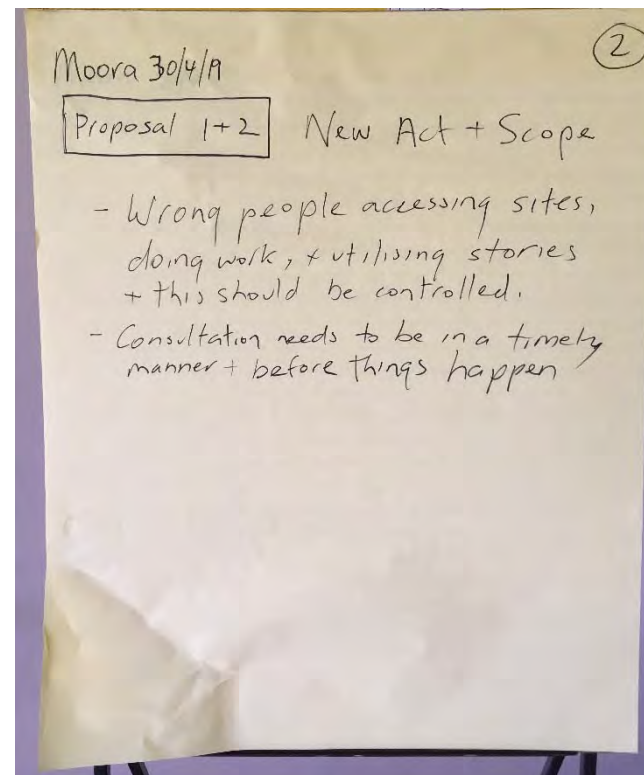 2
Moora 30/4/19
Proposal 1+2 New Act + Scope
- Wrong people accessing sites,
doing work, + utilising stories
+ this should be controlled.
- Consultation needs to be in a timely
manner + before things happen